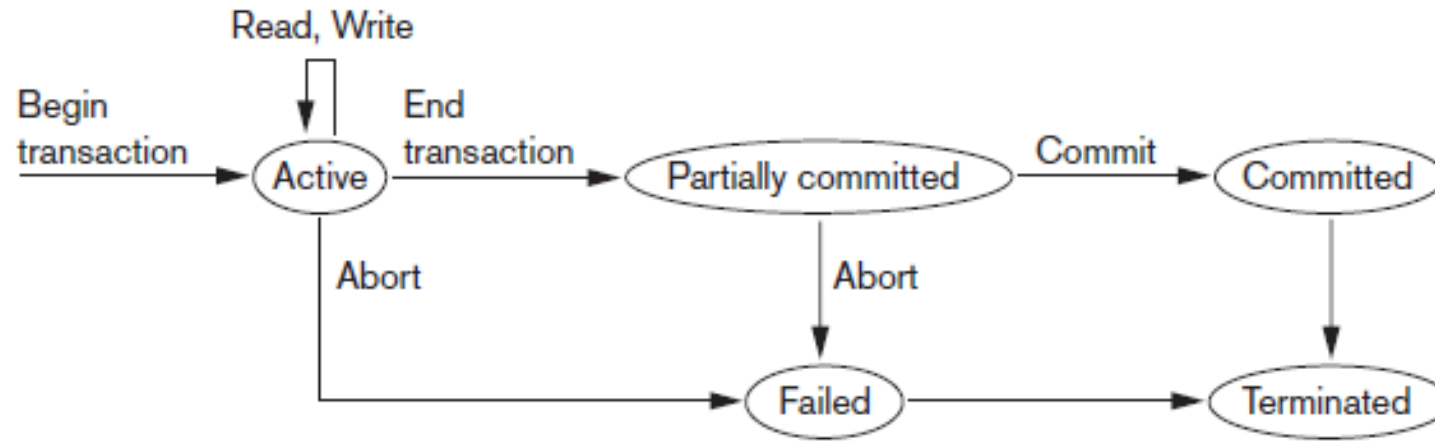 Read, Write
Begin
transaction
End
transaction
Active
Partially committed
Commit
Committed
Abort
Abort
Failed
Terminated